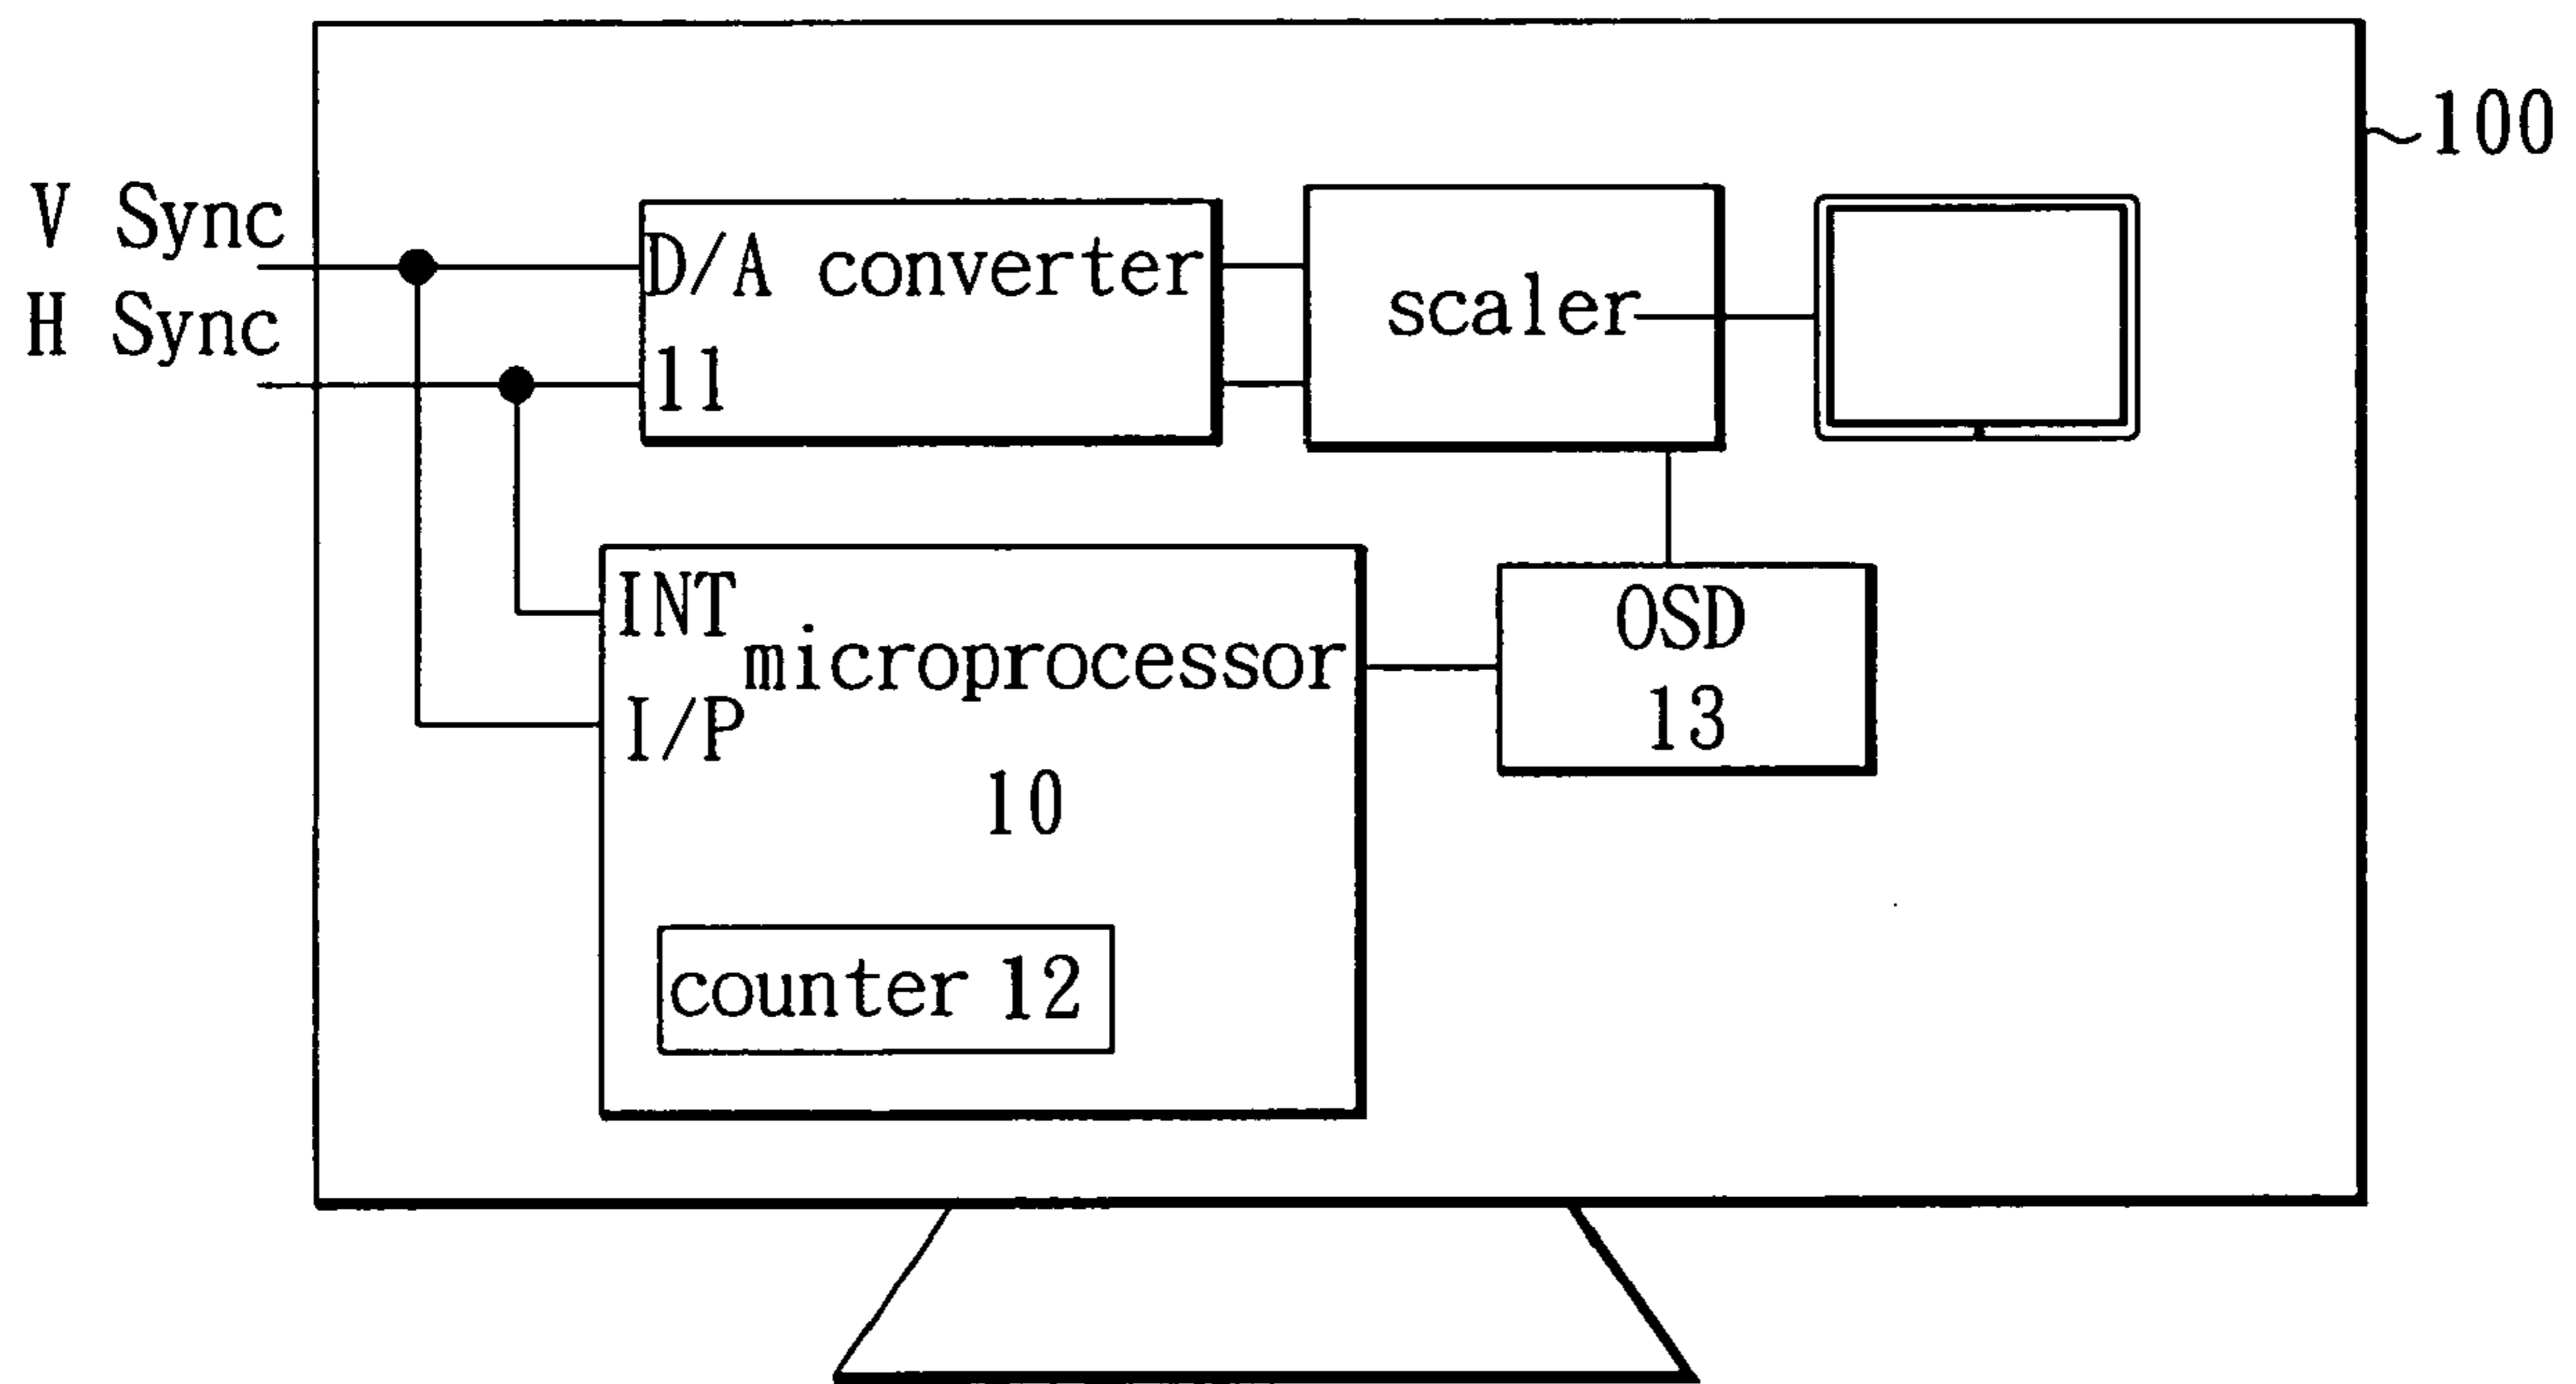 100
V Sync
H Sync
D/A converter
11
scaler
INT
microprocessor
I/P
10
OSD
13
counter 12